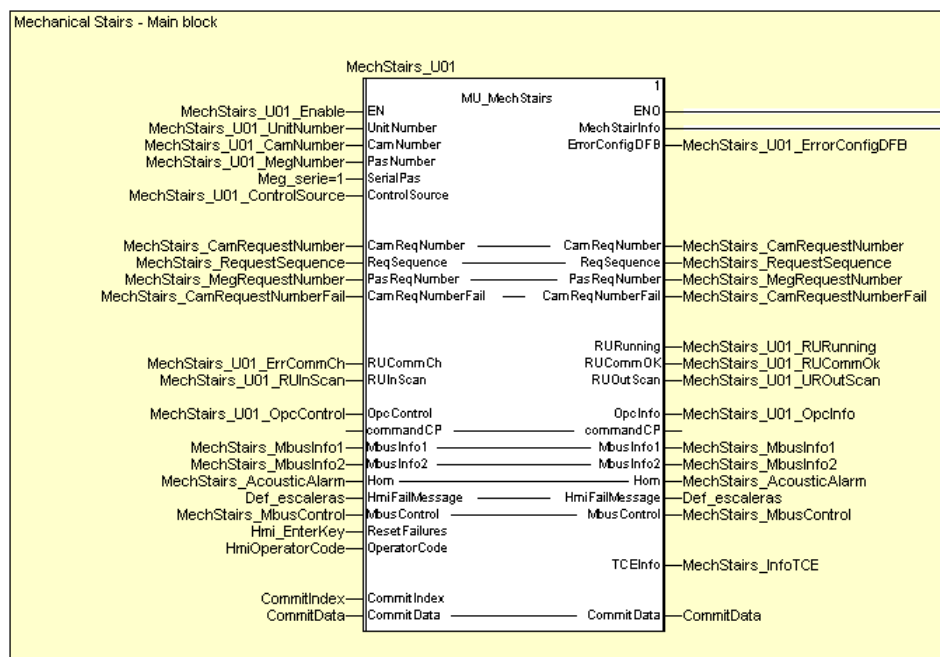 Mechanical Stairs - Main block
MechStairs_U01
1
MU_MechStairs
MechStairs_U01_Enable EN ENO
MechStairs_U01_UnitNumber UnitNumber MechStairInfo
MechStairs_U01_CamNumber CamNumber ErrorConfigDFB MechStairs_U01_ErrorConfigDFB
MechStairs_U01_MegNumber PasNumber
Meg_serie=1 SerialPas
MechStairs_U01_ControlSource ControlSource
MechStairs_CamRequestNumber CamReqNumber CamReqNumber MechStairs_CamRequestNumber
MechStairs_RequestSequence ReqSequence ReqSequence MechStairs_RequestSequence
MechStairs_MegRequestNumber PasReqNumber PasReqNumber MechStairs_MegRequestNumber
MechStairs_CamRequestNumberFail CamReqNumberFail CamReqNumberFail MechStairs_CamRequestNumberFail
RURunning MechStairs_U01_RURunning
MechStairs_U01_ErrCommCh RUCommCh RUCommOK MechStairs_U01_RUCommOk
MechStairs_U01_RUInScan RUInScan RUOutScan MechStairs_U01_UROutScan
MechStairs_U01_OpcControl OpcControl OpcInfo MechStairs_U01_OpcInfo
commandCP commandCP
MechStairs_MbusInfo1 MbusInfo1 MbusInfo1 MechStairs_MbusInfo1
MechStairs_MbusInfo2 MbusInfo2 MbusInfo2 MechStairs_MbusInfo2
MechStairs_AcousticAlarm Horn Horn MechStairs_AcousticAlarm
Def_escaleras HmiFailMessage HmiFailMessage Def_escaleras
MechStairs_MbusControl MbusControl MbusControl MechStairs_MbusControl
Hmi_EnterKey ResetFailures
HmiOperatorCode OperatorCode
TCEInfo MechStairs_InfoTCE
CommitIndex CommitIndex
CommitData CommitData CommitData CommitData